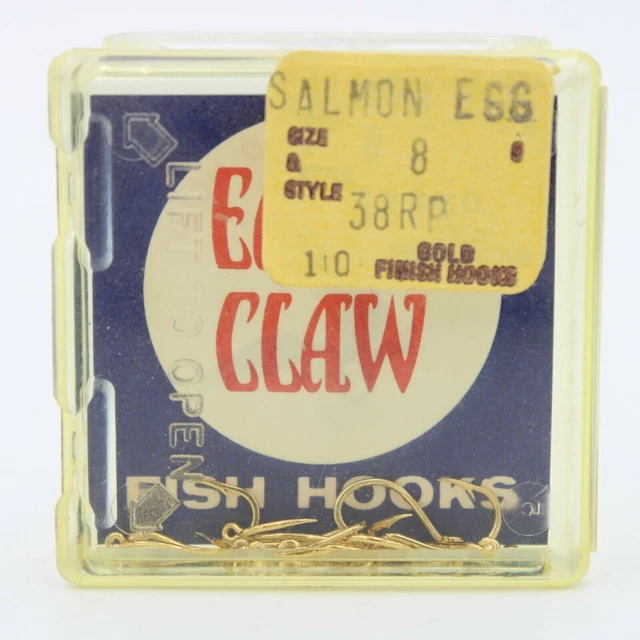 SALMON EGG
SIZE
& 8
STYLE
38RP
10 GOLD
FINISH HOOKS
CLAW
FISH HOOKS
LIFT TO OPEN